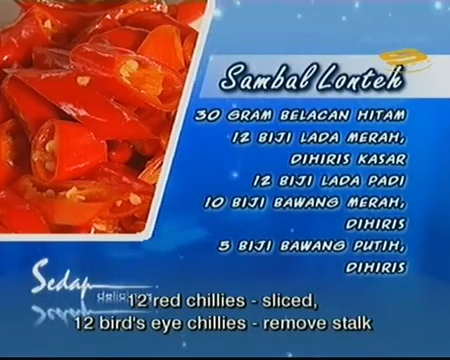 Sambal Lonteh
30 GRAM BELACAN HITAM
12 BIJI LADA MERAH,
DIHIRIS KASAR
12 BIJI LADA PADI
10 BIJI BAWANG MERAH,
DIHIRIS
5 BIJI BAWANG PUTIH,
DIHIRIS
Sedap
12 red chillies - sliced,
12 bird's eye chillies - remove stalk